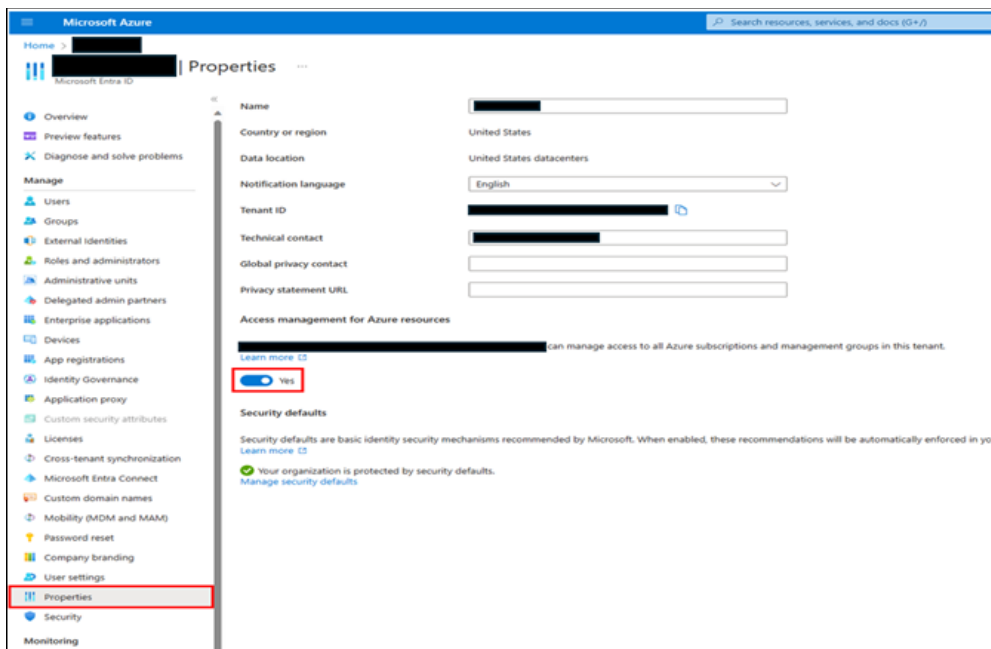 Microsoft Azure
Search resources, services, and docs (G+/)
Home >
| Properties ...
Microsoft Entra ID
«
Overview
Preview features
Diagnose and solve problems
Manage
Users
Groups
External Identities
Roles and administrators
Administrative units
Delegated admin partners
Enterprise applications
Devices
App registrations
Identity Governance
Application proxy
Custom security attributes
Licenses
Cross-tenant synchronization
Microsoft Entra Connect
Custom domain names
Mobility (MDM and MAM)
Password reset
Company branding
User settings
Properties
Security
Monitoring
Name
Country or region United States
Data location United States datacenters
Notification language English
Tenant ID
Technical contact
Global privacy contact
Privacy statement URL
Access management for Azure resources
can manage access to all Azure subscriptions and management groups in this tenant.
Learn more
Yes
Security defaults
Security defaults are basic identity security mechanisms recommended by Microsoft. When enabled, these recommendations will be automatically enforced in yo
Learn more
Your organization is protected by security defaults.
Manage security defaults